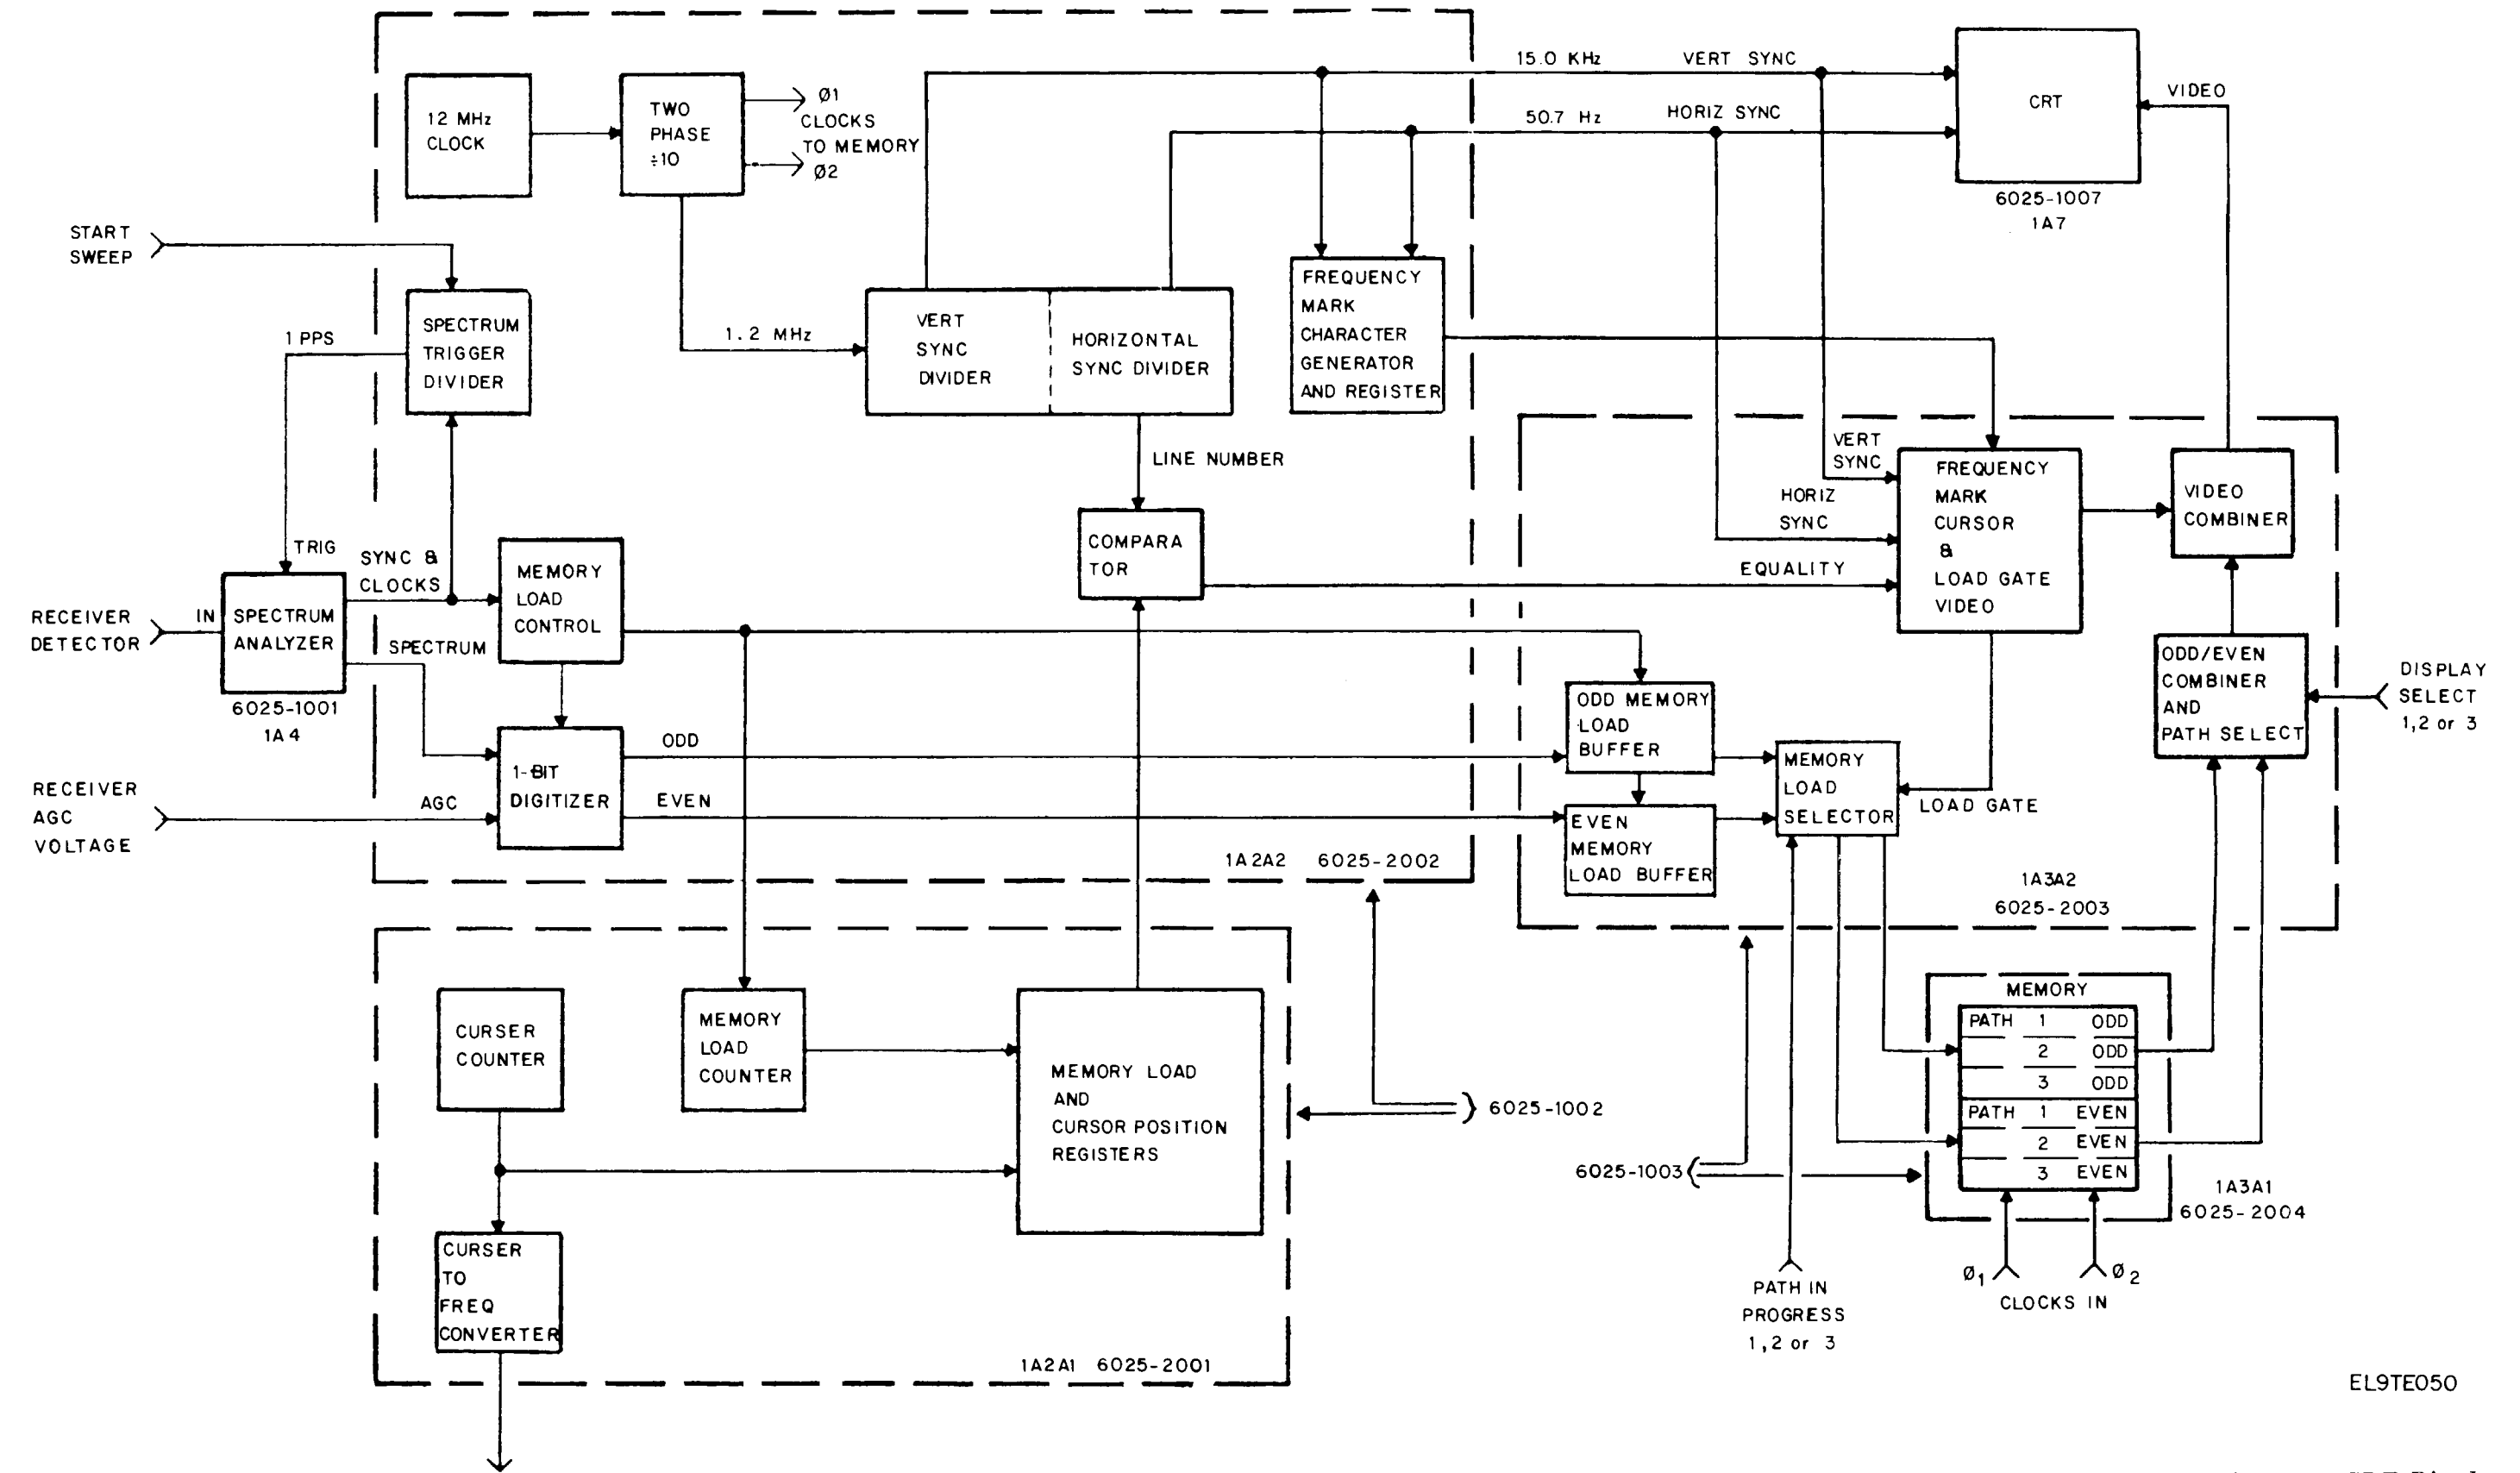 15.0 KHz VERT SYNC
50.7 Hz HORIZ SYNC
VIDEO
CRT
6025-1007
1A7
12 MHz
CLOCK
TWO
PHASE
÷10
Ø1
CLOCKS
TO MEMORY
Ø2
START
SWEEP
SPECTRUM
TRIGGER
DIVIDER
1 PPS
1.2 MHz
VERT
SYNC
DIVIDER
HORIZONTAL
SYNC DIVIDER
FREQUENCY
MARK
CHARACTER
GENERATOR
AND REGISTER
LINE NUMBER
COMPARA
TOR
EQUALITY
VERT
SYNC
HORIZ
SYNC
FREQUENCY
MARK
CURSOR
&
LOAD GATE
VIDEO
VIDEO
COMBINER
TRIG
SYNC &
CLOCKS
MEMORY
LOAD
CONTROL
RECEIVER
DETECTOR
IN
SPECTRUM
ANALYZER
SPECTRUM
6025-1001
1A4
ODD/EVEN
COMBINER
AND
PATH SELECT
DISPLAY
SELECT
1,2 or 3
ODD MEMORY
LOAD
BUFFER
MEMORY
LOAD
SELECTOR
LOAD GATE
EVEN
MEMORY
LOAD BUFFER
RECEIVER
AGC
VOLTAGE
AGC
1-BIT
DIGITIZER
ODD
EVEN
1A2A2 6025-2002
1A3A2
6025-2003
CURSER
COUNTER
MEMORY
LOAD
COUNTER
MEMORY LOAD
AND
CURSOR POSITION
REGISTERS
6025-1002
6025-1003
MEMORY
PATH 1 ODD
2 ODD
3 ODD
PATH 1 EVEN
2 EVEN
3 EVEN
1A3A1
6025-2004
CURSER
TO
FREQ
CONVERTER
1A2A1 6025-2001
PATH IN
PROGRESS
1,2 or 3
Ø1
Ø2
CLOCKS IN
EL9TE050